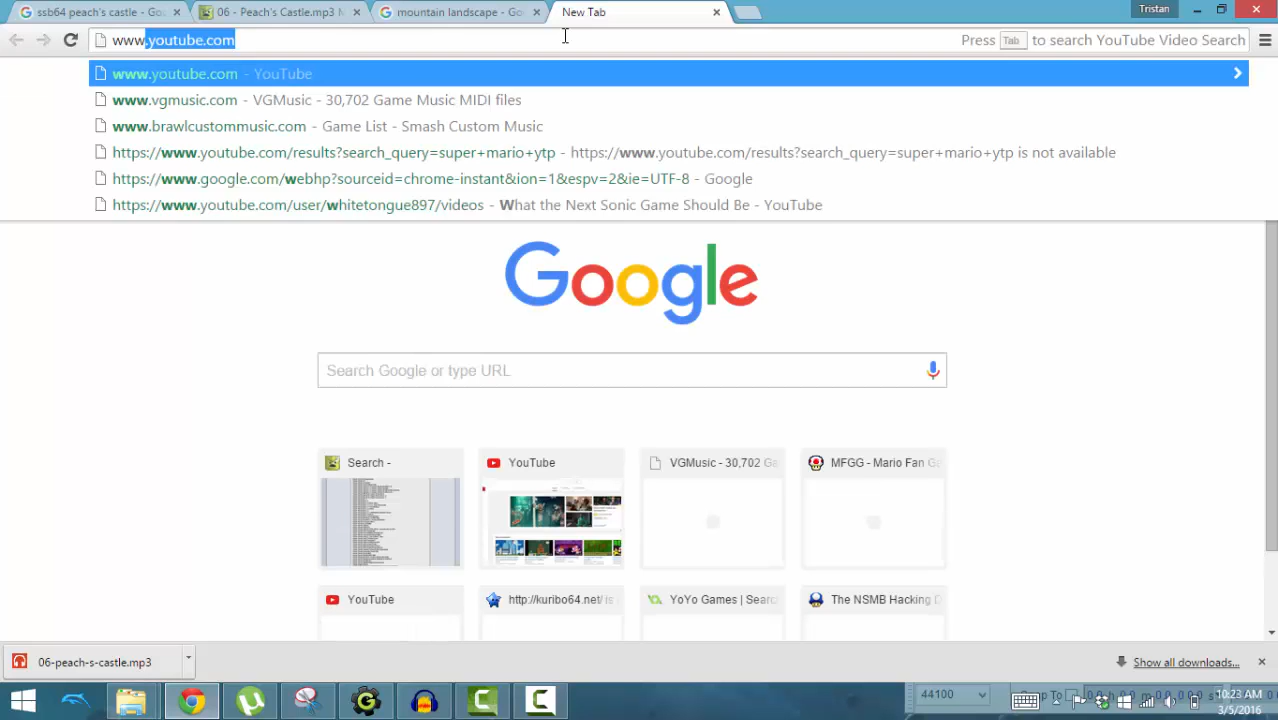 ssb64 peach's castle - Go
06 - Peach's Castle.mp3 M
mountain landscape - Go
New Tab
Tristan
www.youtube.com
Press Tab to search YouTube Video Search
www.youtube.com - YouTube
www.vgmusic.com - VGMusic - 30,702 Game Music MIDI files
www.brawlcustommusic.com - Game List - Smash Custom Music
https://www.youtube.com/results?search_query=super+mario+ytp - https://www.youtube.com/results?search_query=super+mario+ytp is not available
https://www.google.com/webhp?sourceid=chrome-instant&ion=1&espv=2&ie=UTF-8 - Google
https://www.youtube.com/user/whitetongue897/videos - What the Next Sonic Game Should Be - YouTube
Google
Search Google or type URL
Search -
YouTube
VGMusic - 30,702 Ga
MFGG - Mario Fan Ga
YouTube
http://kuribo64.net/ is
YoYo Games | Searc
The NSMB Hacking D
06-peach-s-castle.mp3
Show all downloads...
44100
10:23 AM
3/5/2016